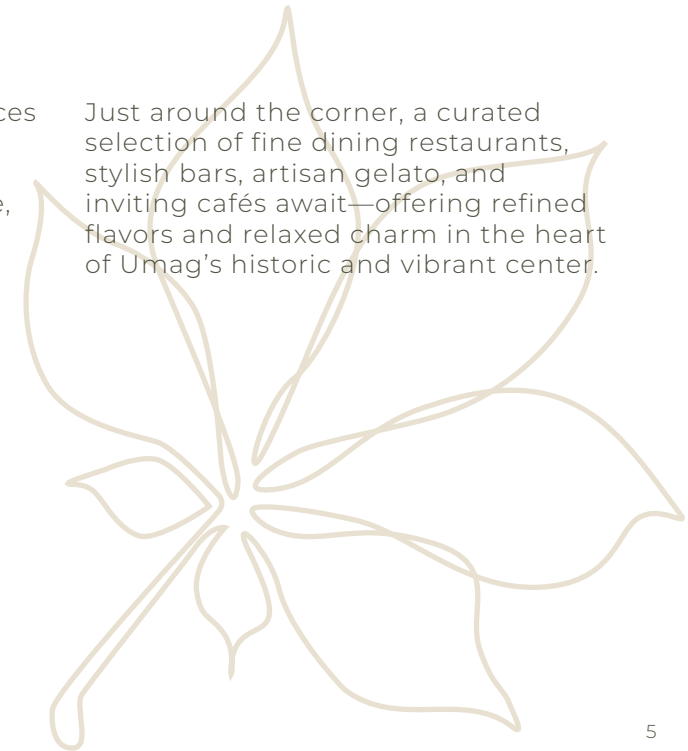 Just around the corner, a curated
selection of fine dining restaurants,
stylish bars, artisan gelato, and
inviting cafés await—offering refined
flavors and relaxed charm in the heart
of Umag’s historic and vibrant center.
5